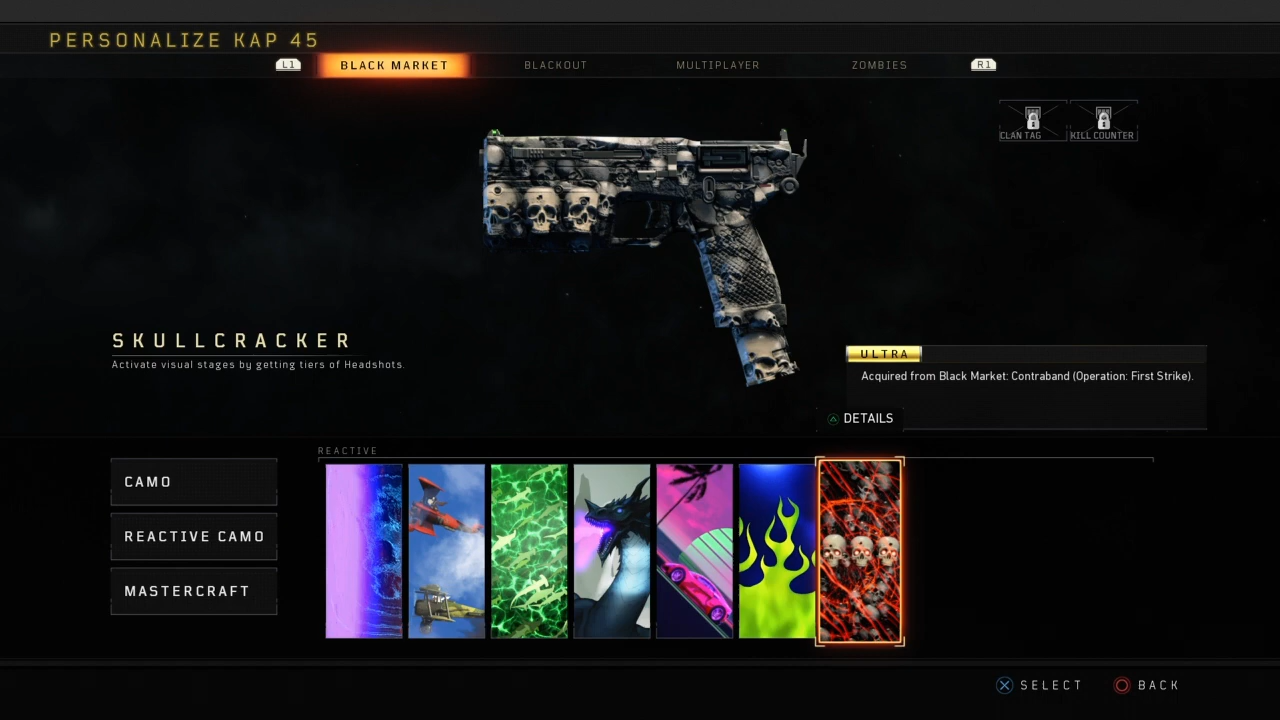 PERSONALIZE KAP 45
L1 BLACK MARKET BLACKOUT MULTIPLAYER ZOMBIES R1
CLAN TAG KILL COUNTER
SKULLCRACKER
Activate visual stages by getting tiers of Headshots.
ULTRA
Acquired from Black Market: Contraband (Operation: First Strike).
DETAILS
REACTIVE
CAMO
REACTIVE CAMO
MASTERCRAFT
SELECT BACK